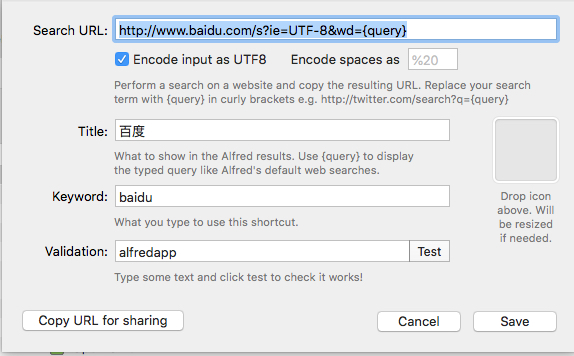 Search URL: http://www.baidu.com/s?ie=UTF-8&wd={query}
Encode input as UTF8 Encode spaces as %20
Perform a search on a website and copy the resulting URL. Replace your search
term with {query} in curly brackets e.g. http://twitter.com/search?q={query}
Title: 百度
What to show in the Alfred results. Use {query} to display
the typed query like Alfred's default web searches.
Keyword: baidu
What you type to use this shortcut.
Drop icon
above. Will
be resized
if needed.
Validation: alfredapp Test
Type some text and click test to check it works!
Copy URL for sharing Cancel Save